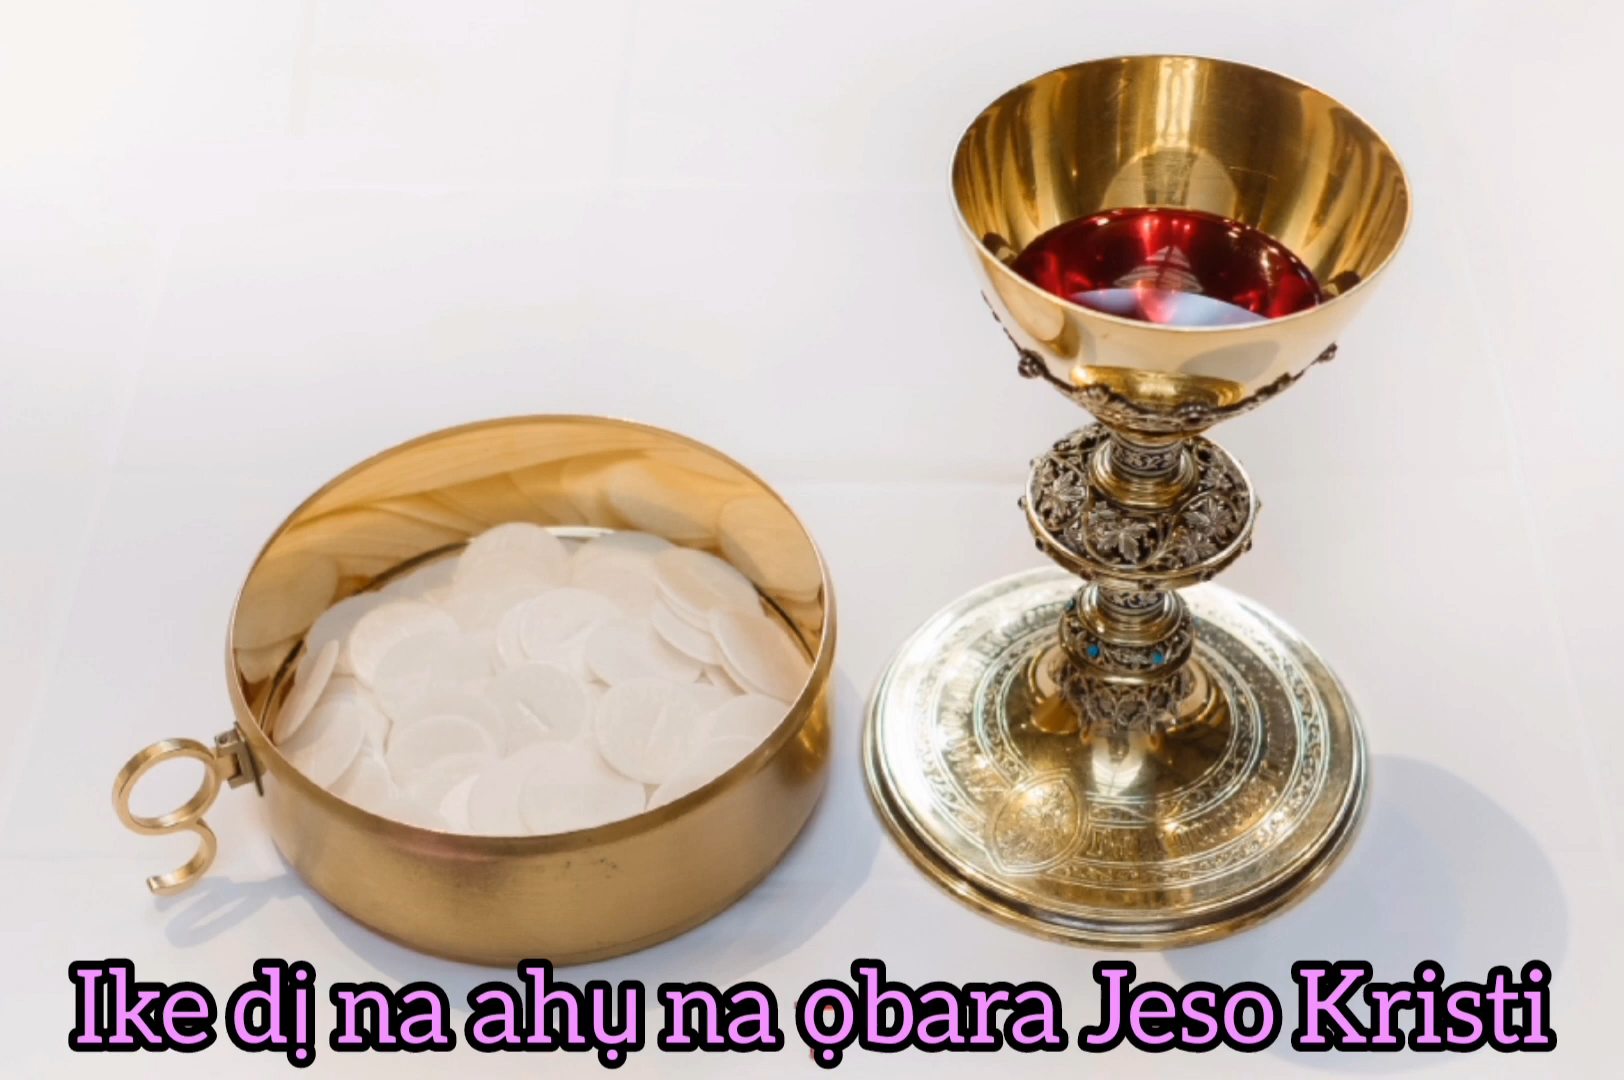 Ike dị na ahụ na ọbara Jeso Kristi